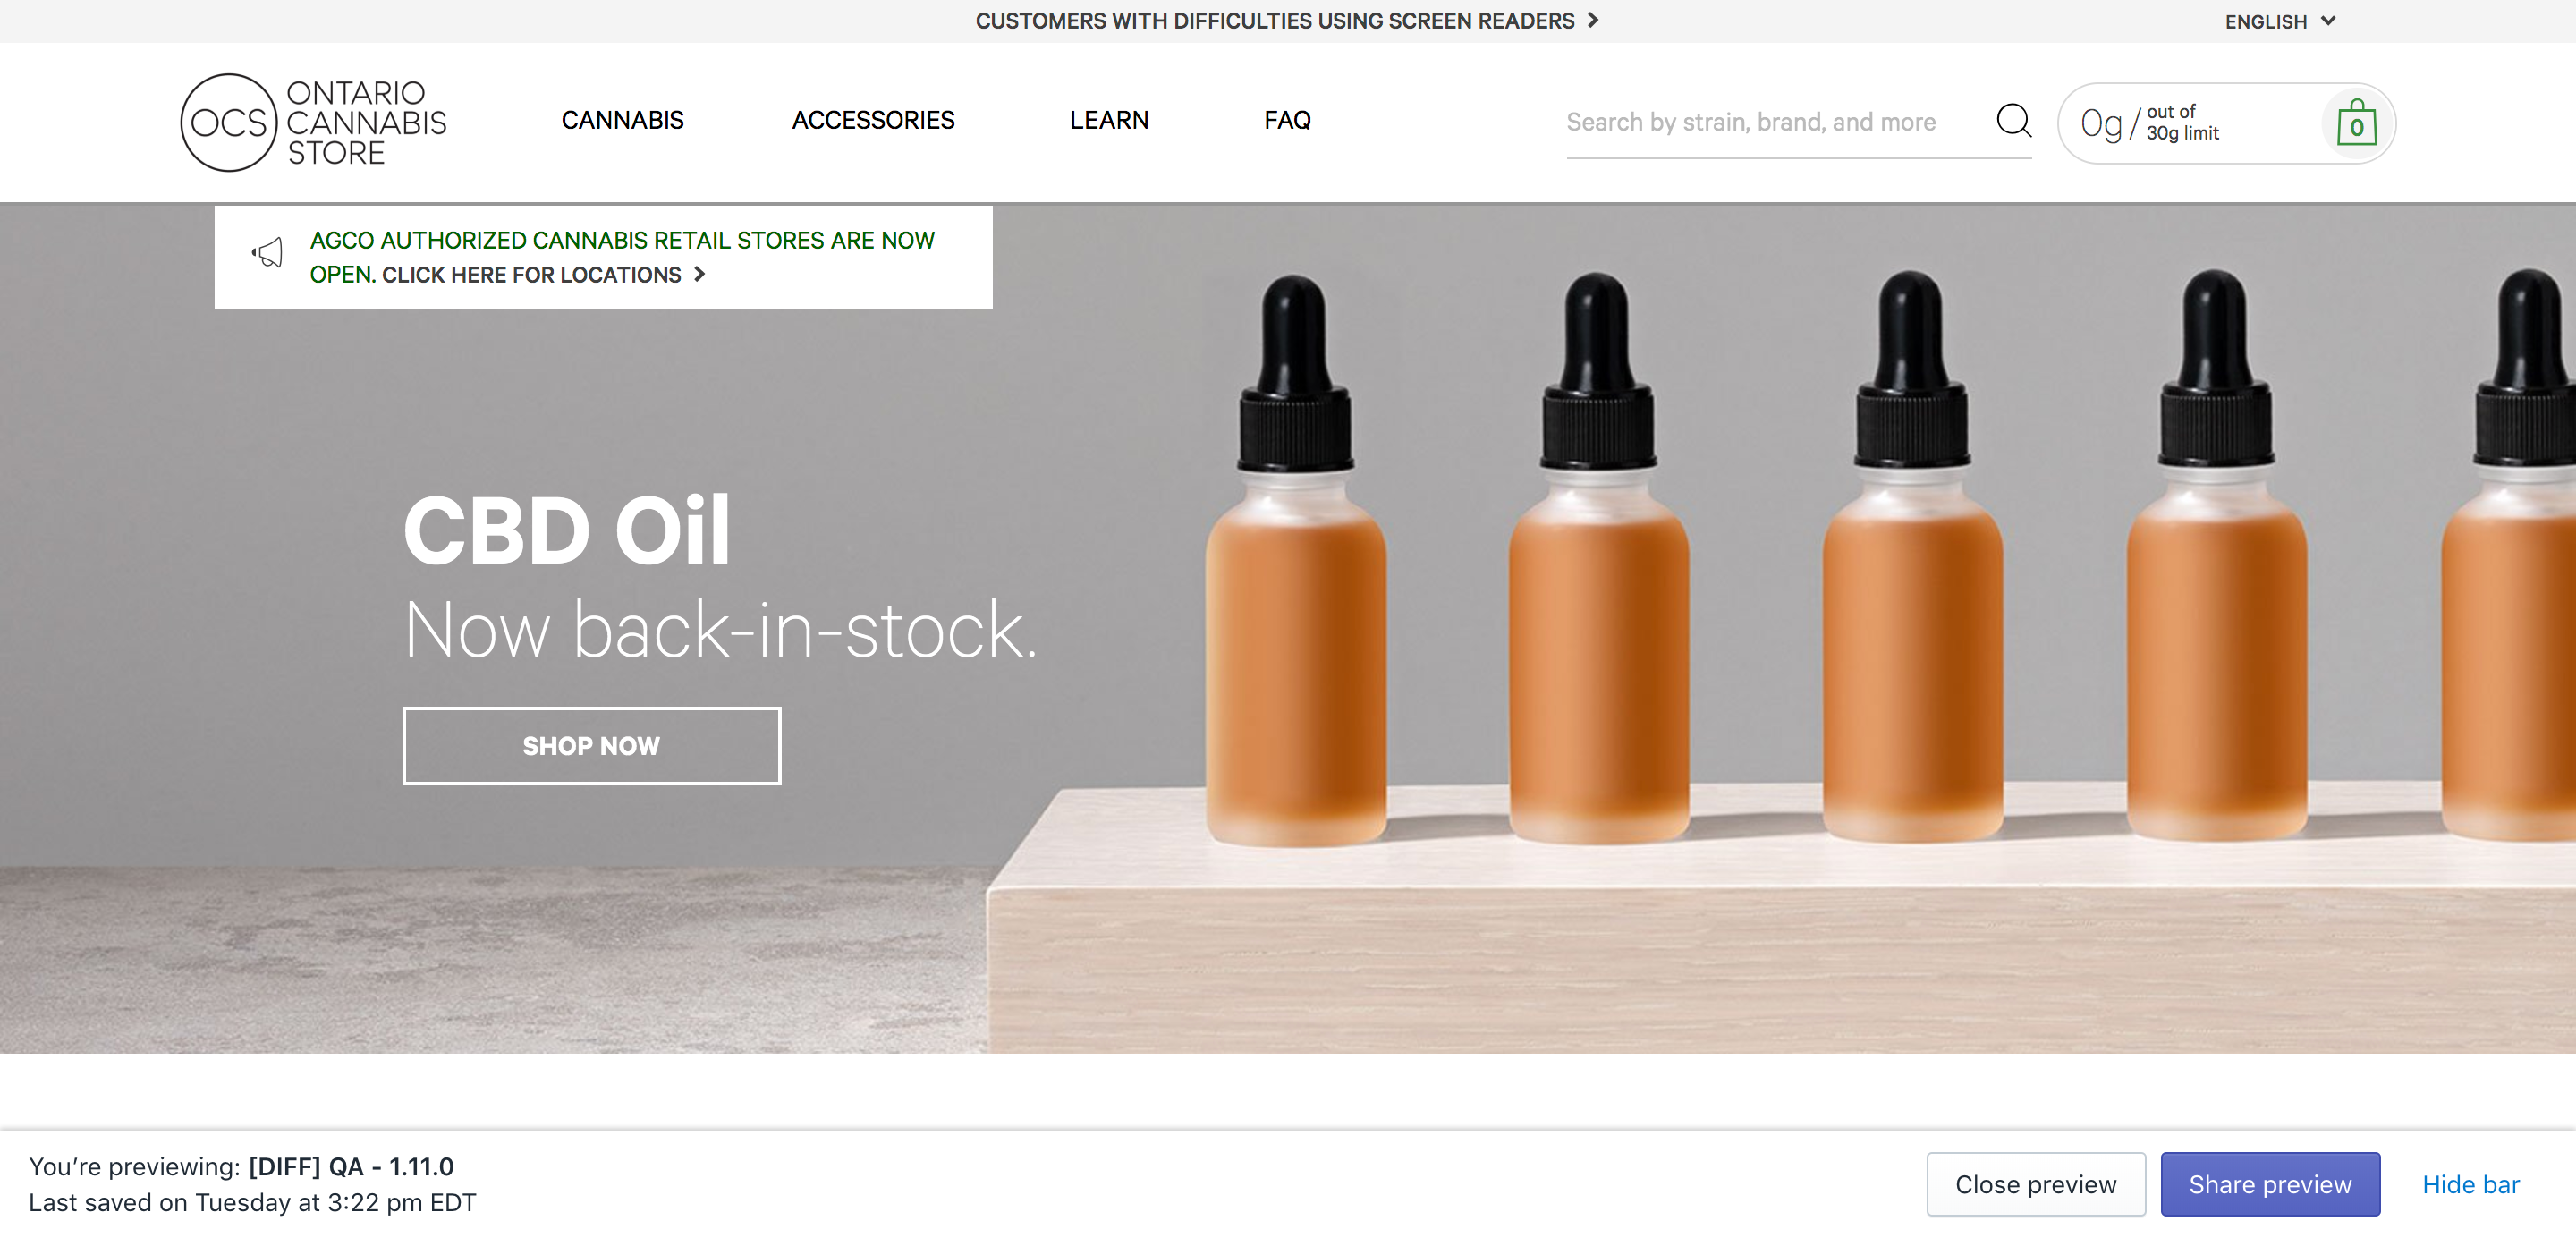 CUSTOMERS WITH DIFFICULTIES USING SCREEN READERS
ENGLISH
OCS
ONTARIO
CANNABIS
STORE
CANNABIS
ACCESSORIES
LEARN
FAQ
Search by strain, brand, and more
0g/
out of
30g limit
0
AGCO AUTHORIZED CANNABIS RETAIL STORES ARE NOW
OPEN. CLICK HERE FOR LOCATIONS
CBD Oil
Now back-in-stock.
SHOP NOW
You’re previewing: [DIFF] QA - 1.11.0
Last saved on Tuesday at 3:22 pm EDT
Close preview
Share preview
Hide bar